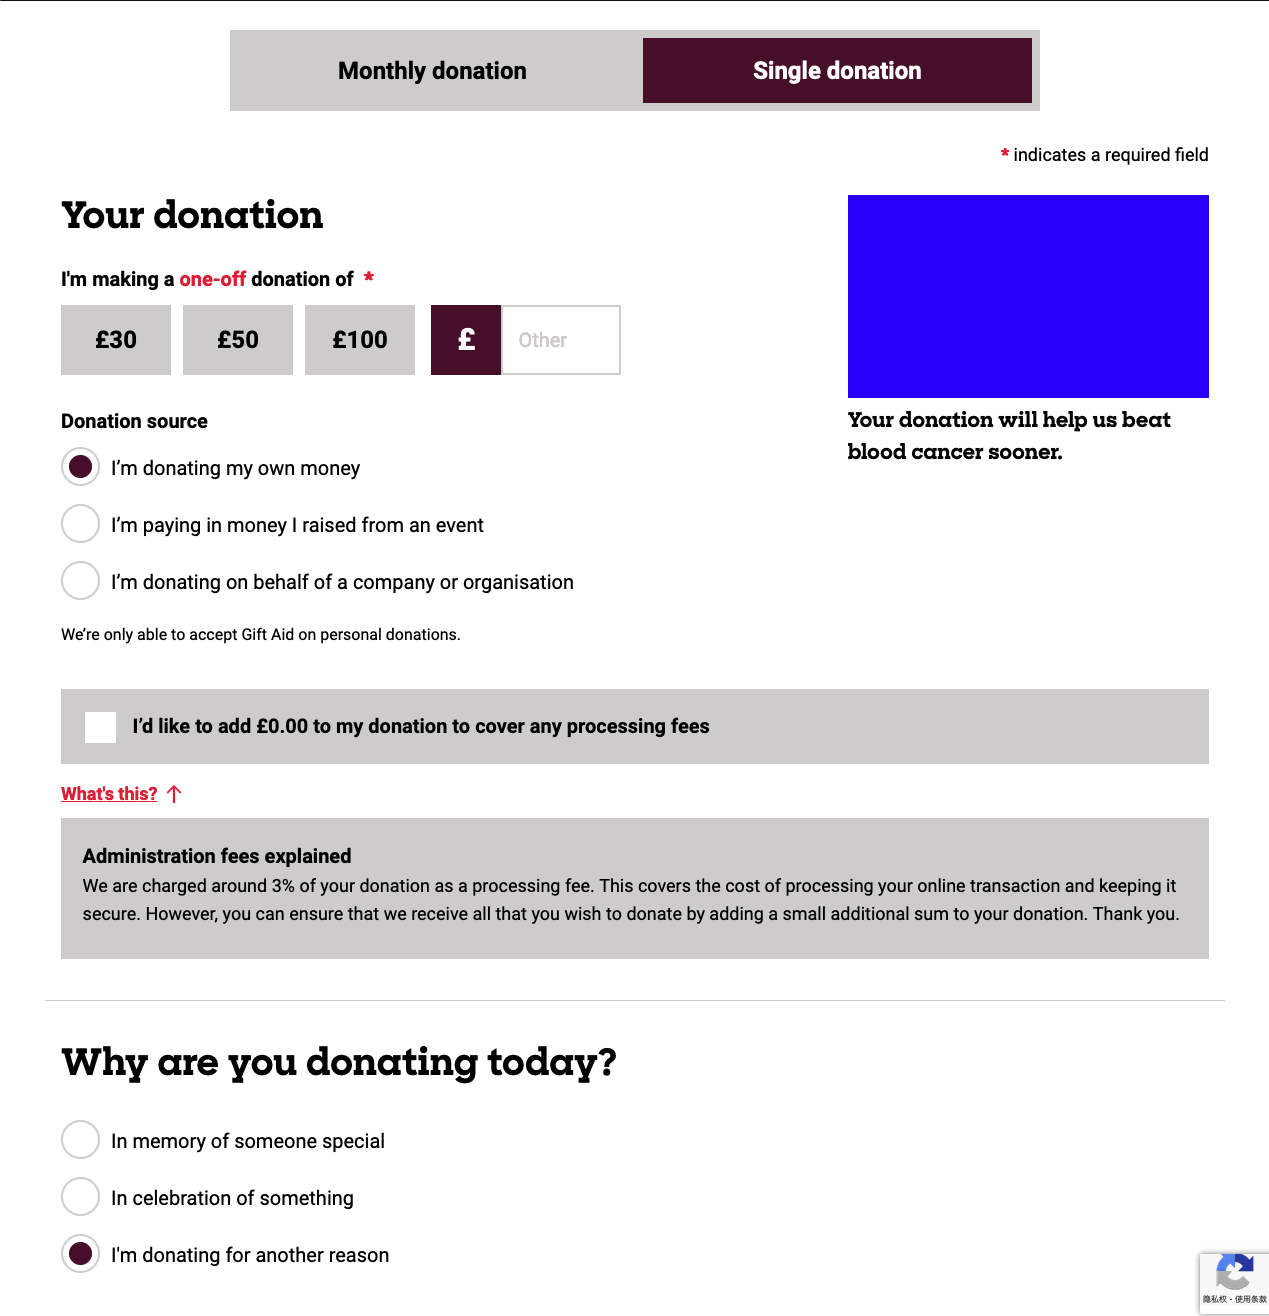 Monthly donation
Single donation
* indicates a required field
Your donation
I'm making a one-off donation of *
£30
£50
£100
£
Other
Your donation will help us beat
blood cancer sooner.
Donation source
I’m donating my own money
I’m paying in money I raised from an event
I’m donating on behalf of a company or organisation
We’re only able to accept Gift Aid on personal donations.
I’d like to add £0.00 to my donation to cover any processing fees
What's this?
Administration fees explained
We are charged around 3% of your donation as a processing fee. This covers the cost of processing your online transaction and keeping it
secure. However, you can ensure that we receive all that you wish to donate by adding a small additional sum to your donation. Thank you.
Why are you donating today?
In memory of someone special
In celebration of something
I'm donating for another reason
隐私权 - 使用条款